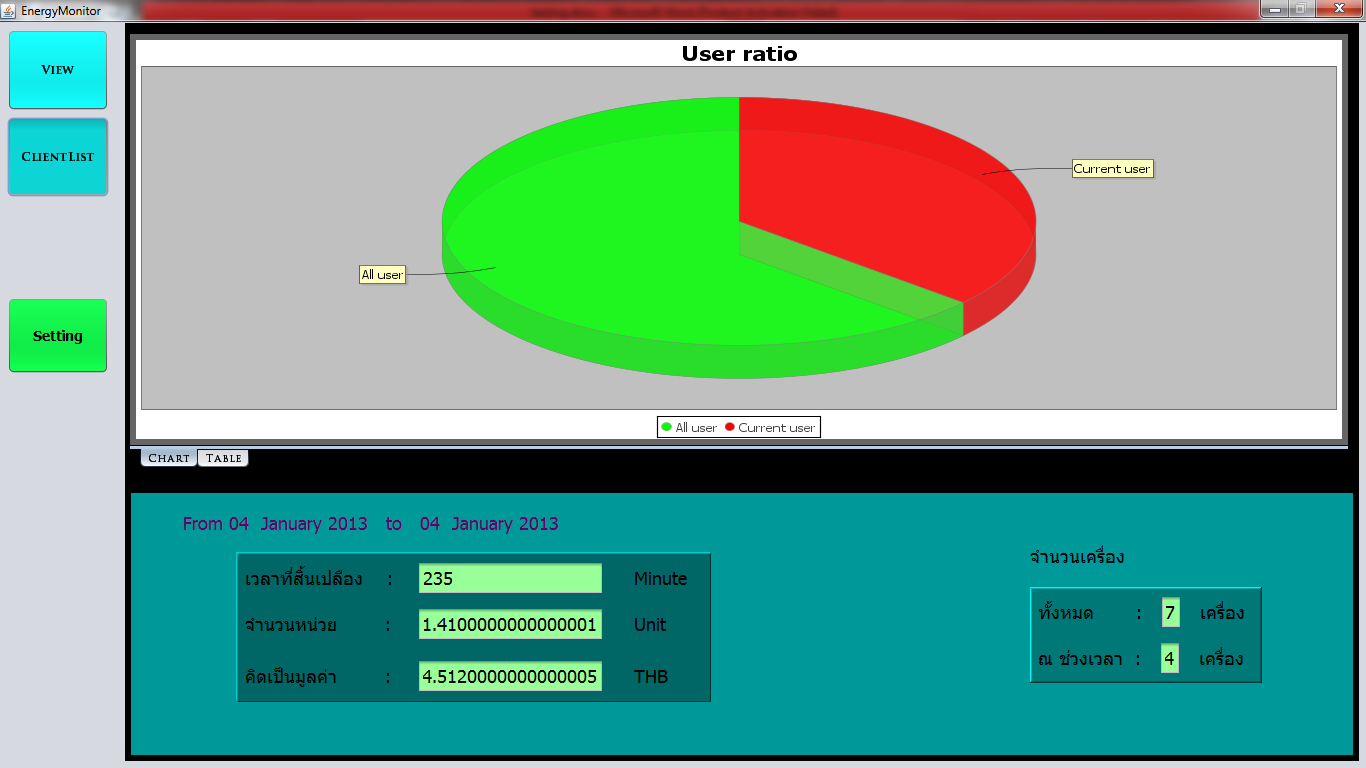 EnergyMonitor
VIEW
CLIENTLIST
Setting
User ratio
Current user
All user
All user Current user
CHART TABLE
From 04 January 2013 to 04 January 2013
เวลาที่สิ้นเปลือง : 235 Minute
จำนวนหน่วย : 1.4100000000000001 Unit
คิดเป็นมูลค่า : 4.5120000000000005 THB
จำนวนเครื่อง
ทั้งหมด : 7 เครื่อง
ณ ช่วงเวลา : 4 เครื่อง